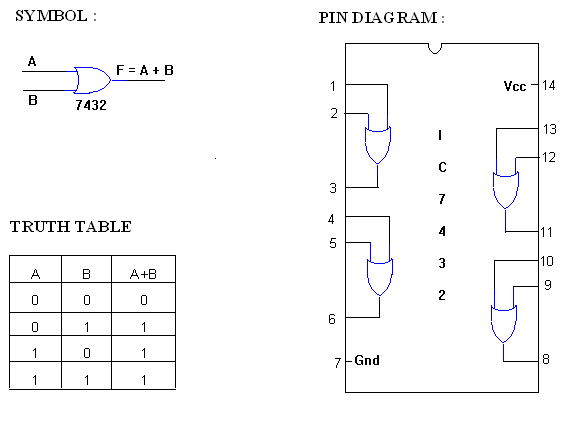 SYMBOL :
A
F = A + B
B
7432
TRUTH TABLE
A B A+B
0 0 0
0 1 1
1 0 1
1 1 1
PIN DIAGRAM :
1
2
3
4
5
6
7 Gnd
I
C
7
4
3
2
Vcc 14
13
12
11
10
9
8